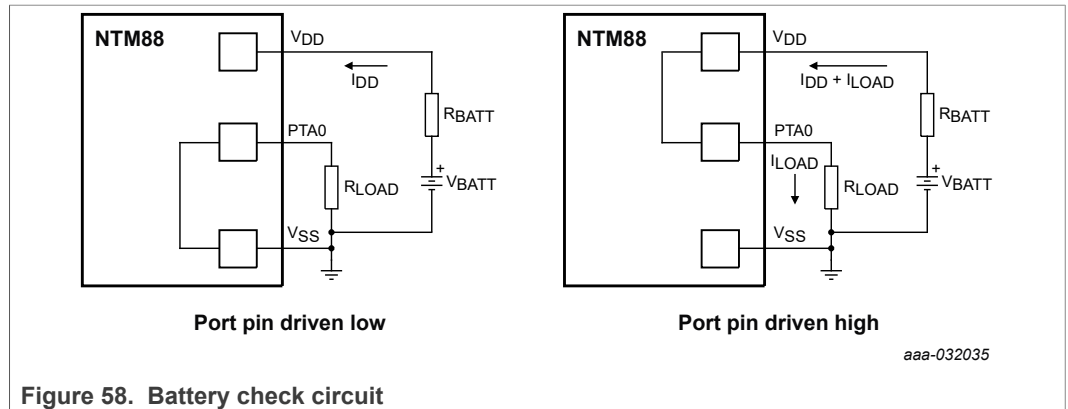 NTM88
VDD
IDD
RBATT
PTA0
RLOAD
VBATT
VSS
Port pin driven low
NTM88
VDD
IDD + ILOAD
RBATT
PTA0
ILOAD
RLOAD
VBATT
VSS
Port pin driven high
aaa-032035
Figure 58. Battery check circuit